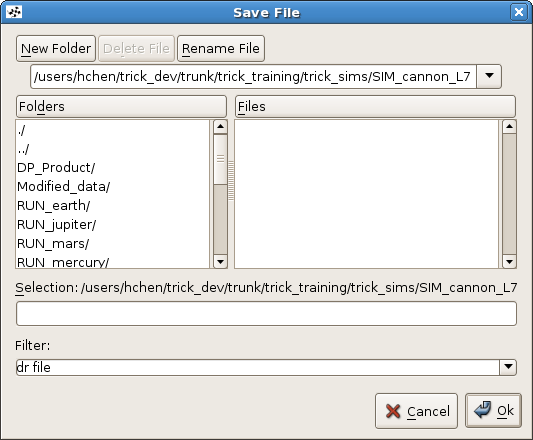 Save File
New Folder Delete File Rename File
/users/hchen/trick_dev/trunk/trick_training/trick_sims/SIM_cannon_L7
Folders Files
./
../
DP_Product/
Modified_data/
RUN_earth/
RUN_jupiter/
RUN_mars/
RUN_mercury/
Selection: /users/hchen/trick_dev/trunk/trick_training/trick_sims/SIM_cannon_L7
Filter:
dr file
Cancel Ok